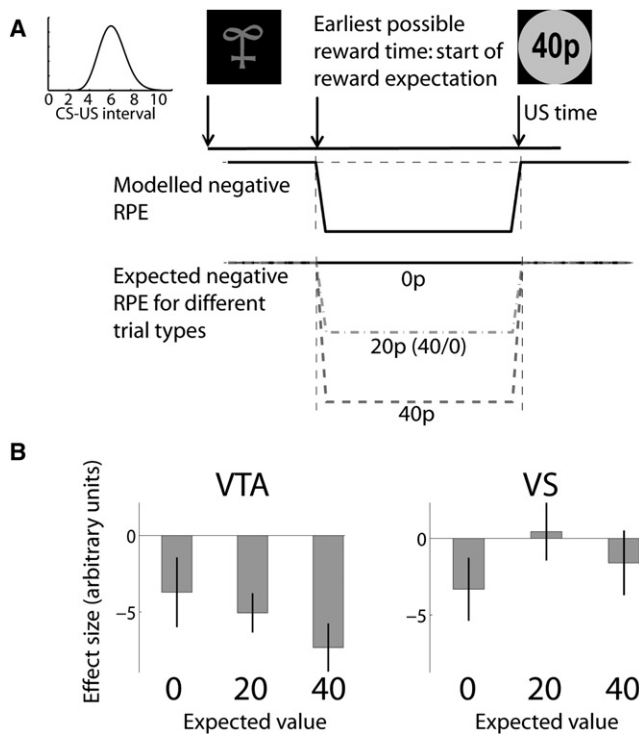 A
0 2 4 6 8 10
CS-US interval
Earliest possible
reward time: start of
reward expectation
40p
US time
Modelled negative
RPE
Expected negative
RPE for different
trial types
0p
20p (40/0)
40p
B
Effect size (arbitrary units)
VTA
0
−5
0 20 40
Expected value
VS
0
−5
0 20 40
Expected value